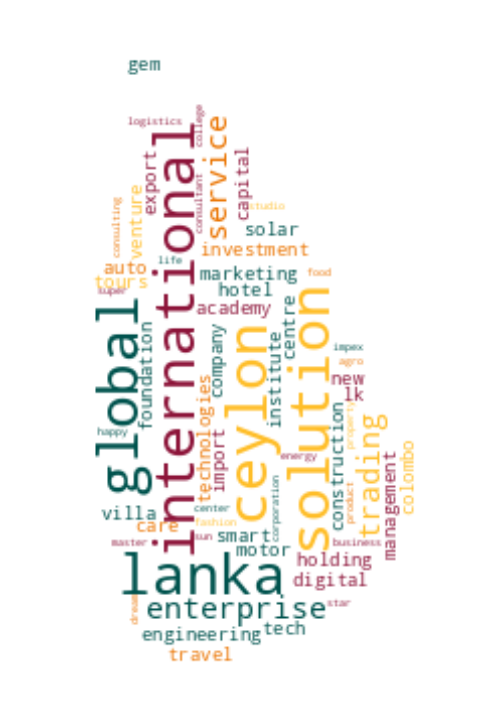 gem
logistics
college
international
service
export
capital
consultant
studio
venture
consulting
solar
investment
life
auto
marketing
food
tours
hotel
super
academy
global
foundation
company
ceylon
institute
centre
solution
impex
agro
new
lk
technologies
import
construction
property
trading
colombo
happy
energy
management
product
corporation
villa
center
care
fashion
smart
sun
master
business
motor
holding
lanka
digital
dream
enterprise
star
engineering
tech
travel